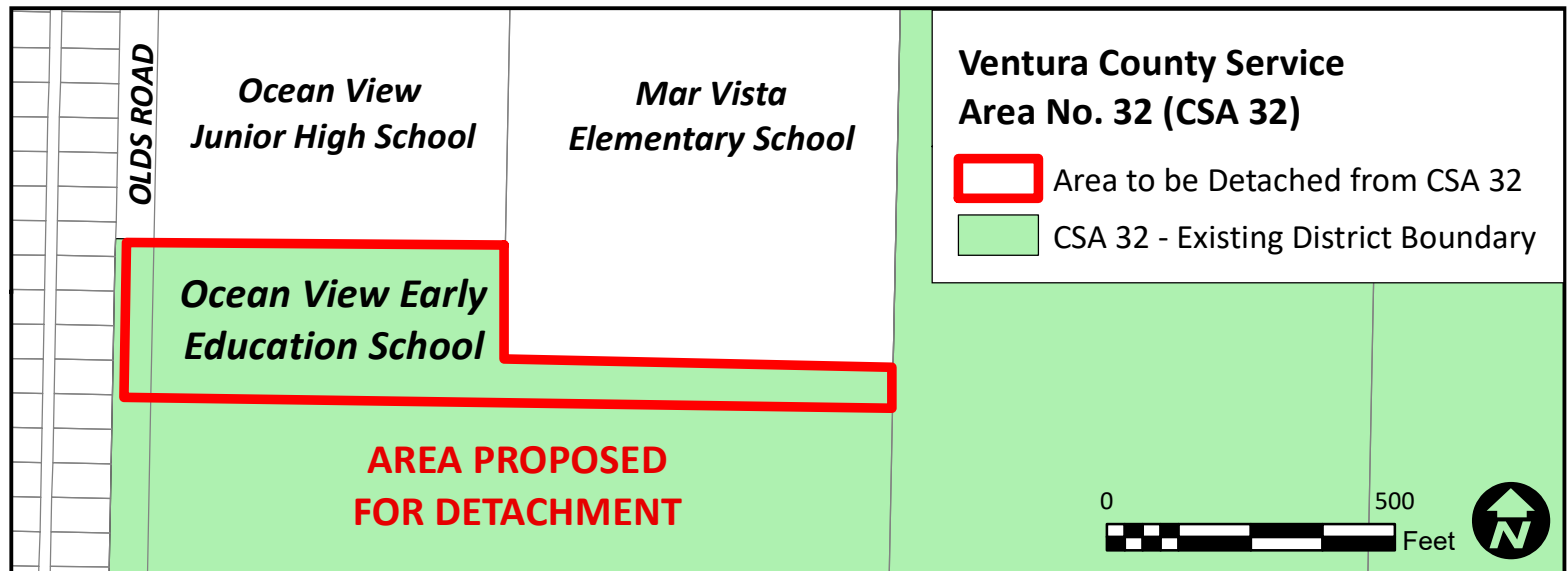 OLDS ROAD
Ocean View
Junior High School
Mar Vista
Elementary School
Ventura County Service
Area No. 32 (CSA 32)
Area to be Detached from CSA 32
CSA 32 - Existing District Boundary
Ocean View Early
Education School
AREA PROPOSED
FOR DETACHMENT
0 500
Feet
N